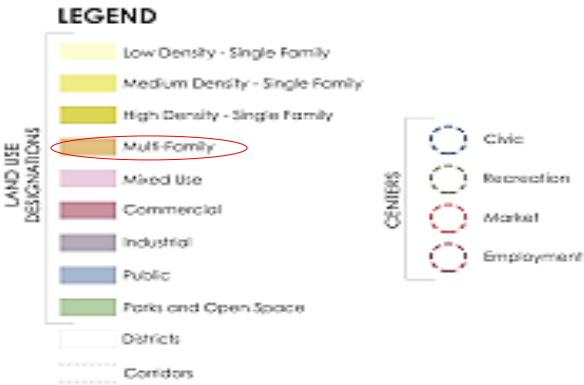 LEGEND
LAND USE
DESIGNATIONS
Low Density - Single Family
Medium Density - Single Family
High Density - Single Family
Multi-Family
Mixed Use
Commercial
Industrial
Public
Parks and Open Space
Districts
Corridors
CENTERS
Civic
Recreation
Market
Employment